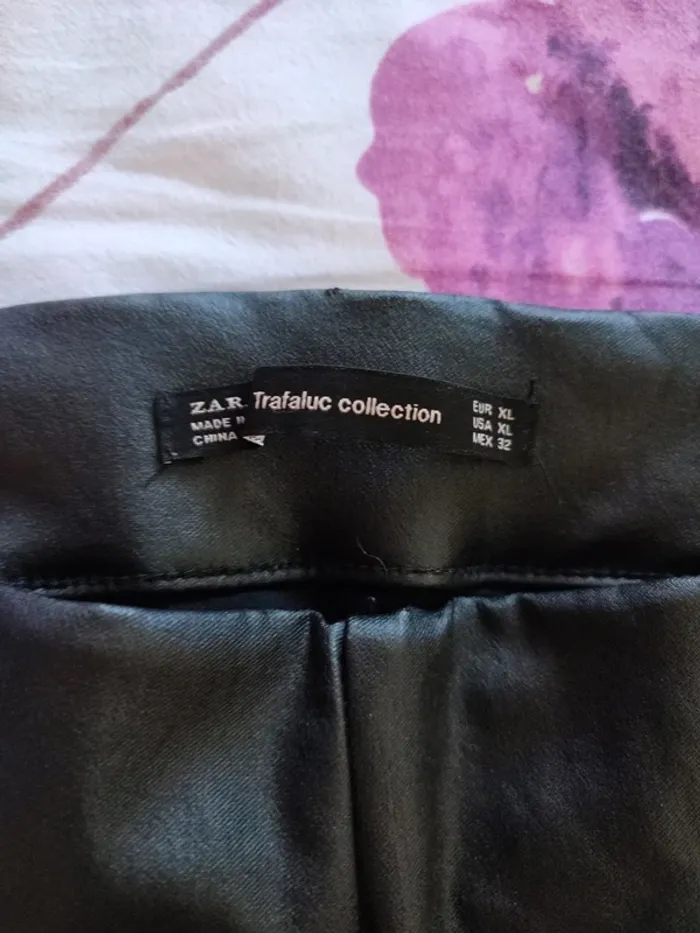 ZAR
MADE
CHINA
Trafaluc collection
EUR XL
USA XL
MEX 32